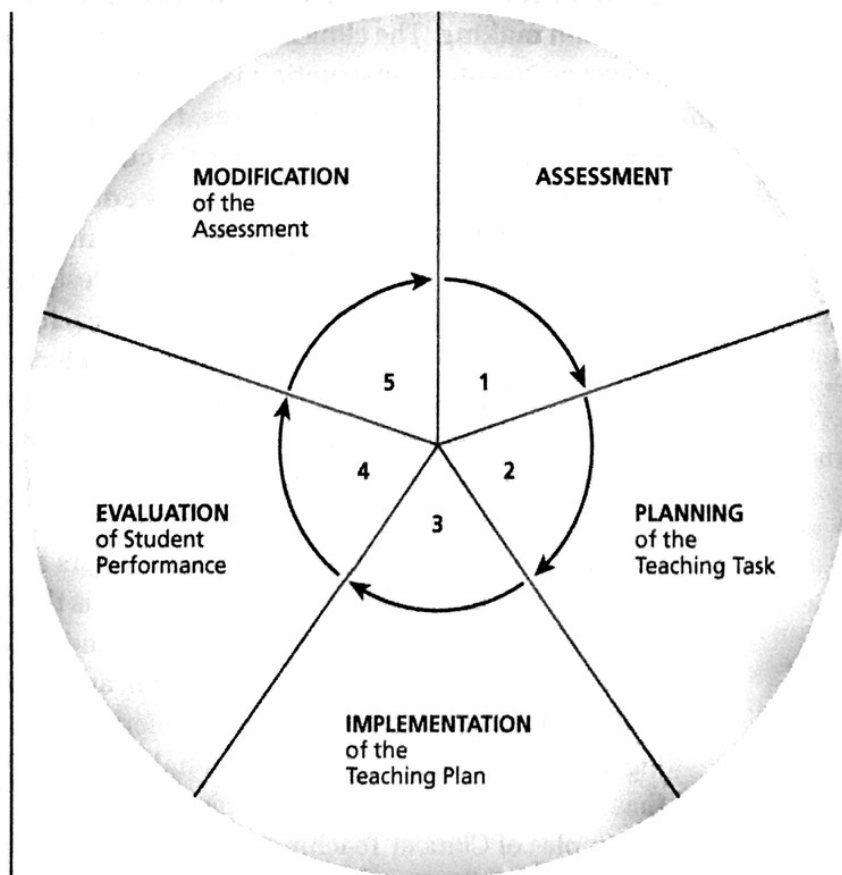 MODIFICATION
of the
Assessment
ASSESSMENT
5
1
4
2
3
EVALUATION
of Student
Performance
PLANNING
of the
Teaching Task
IMPLEMENTATION
of the
Teaching Plan